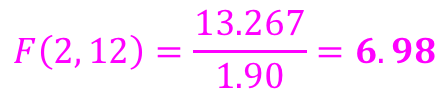 F(2, 12) = 13.267 / 1.90 = 6.98